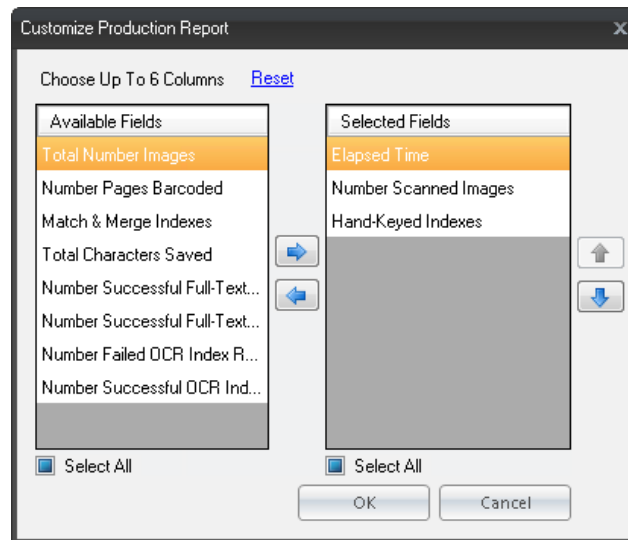 Customize Production Report
x
Choose Up To 6 Columns Reset
Available Fields
Total Number Images
Number Pages Barcoded
Match & Merge Indexes
Total Characters Saved
Number Successful Full-Text...
Number Successful Full-Text...
Number Failed OCR Index R...
Number Successful OCR Ind...
Select All
Selected Fields
Elapsed Time
Number Scanned Images
Hand-Keyed Indexes
Select All
OK Cancel